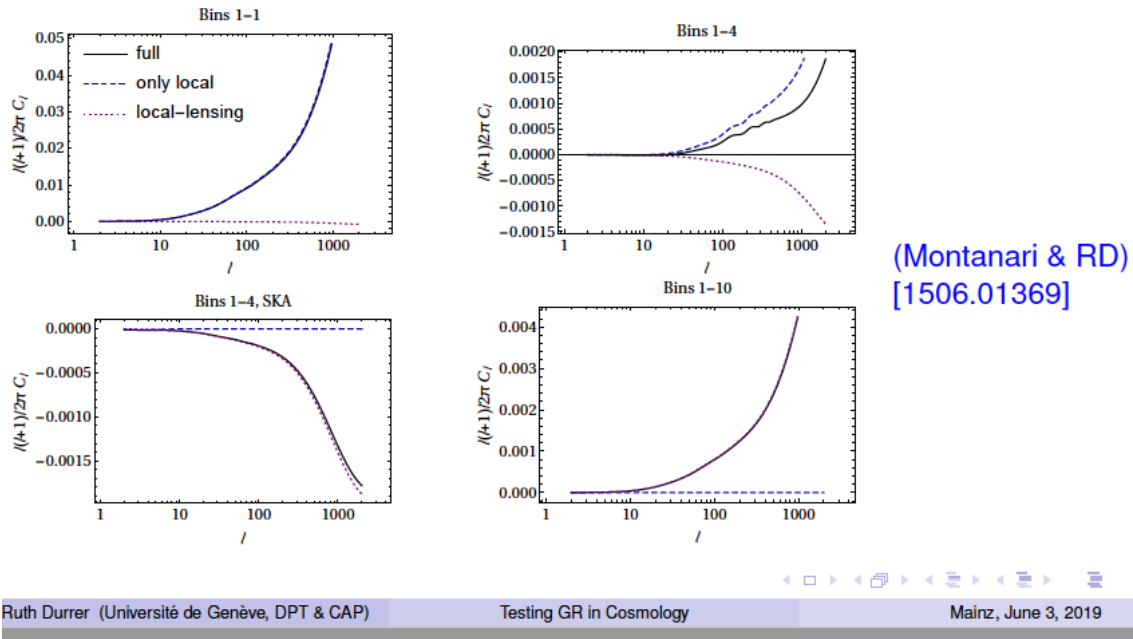 Bins 1–1
0.05
0.04
0.03
0.02
0.01
0.00
l(l+1)/2π C_l
full
only local
local–lensing
1 10 100 1000
l
Bins 1–4
0.0020
0.0015
0.0010
0.0005
0.0000
−0.0005
−0.0010
−0.0015
l(l+1)/2π C_l
1 10 100 1000
l
(Montanari & RD)
[1506.01369]
Bins 1–4, SKA
0.0000
−0.0005
−0.0010
−0.0015
l(l+1)/2π C_l
1 10 100 1000
l
Bins 1–10
0.004
0.003
0.002
0.001
0.000
l(l+1)/2π C_l
1 10 100 1000
l
Ruth Durrer (Université de Genève, DPT & CAP) Testing GR in Cosmology Mainz, June 3, 2019